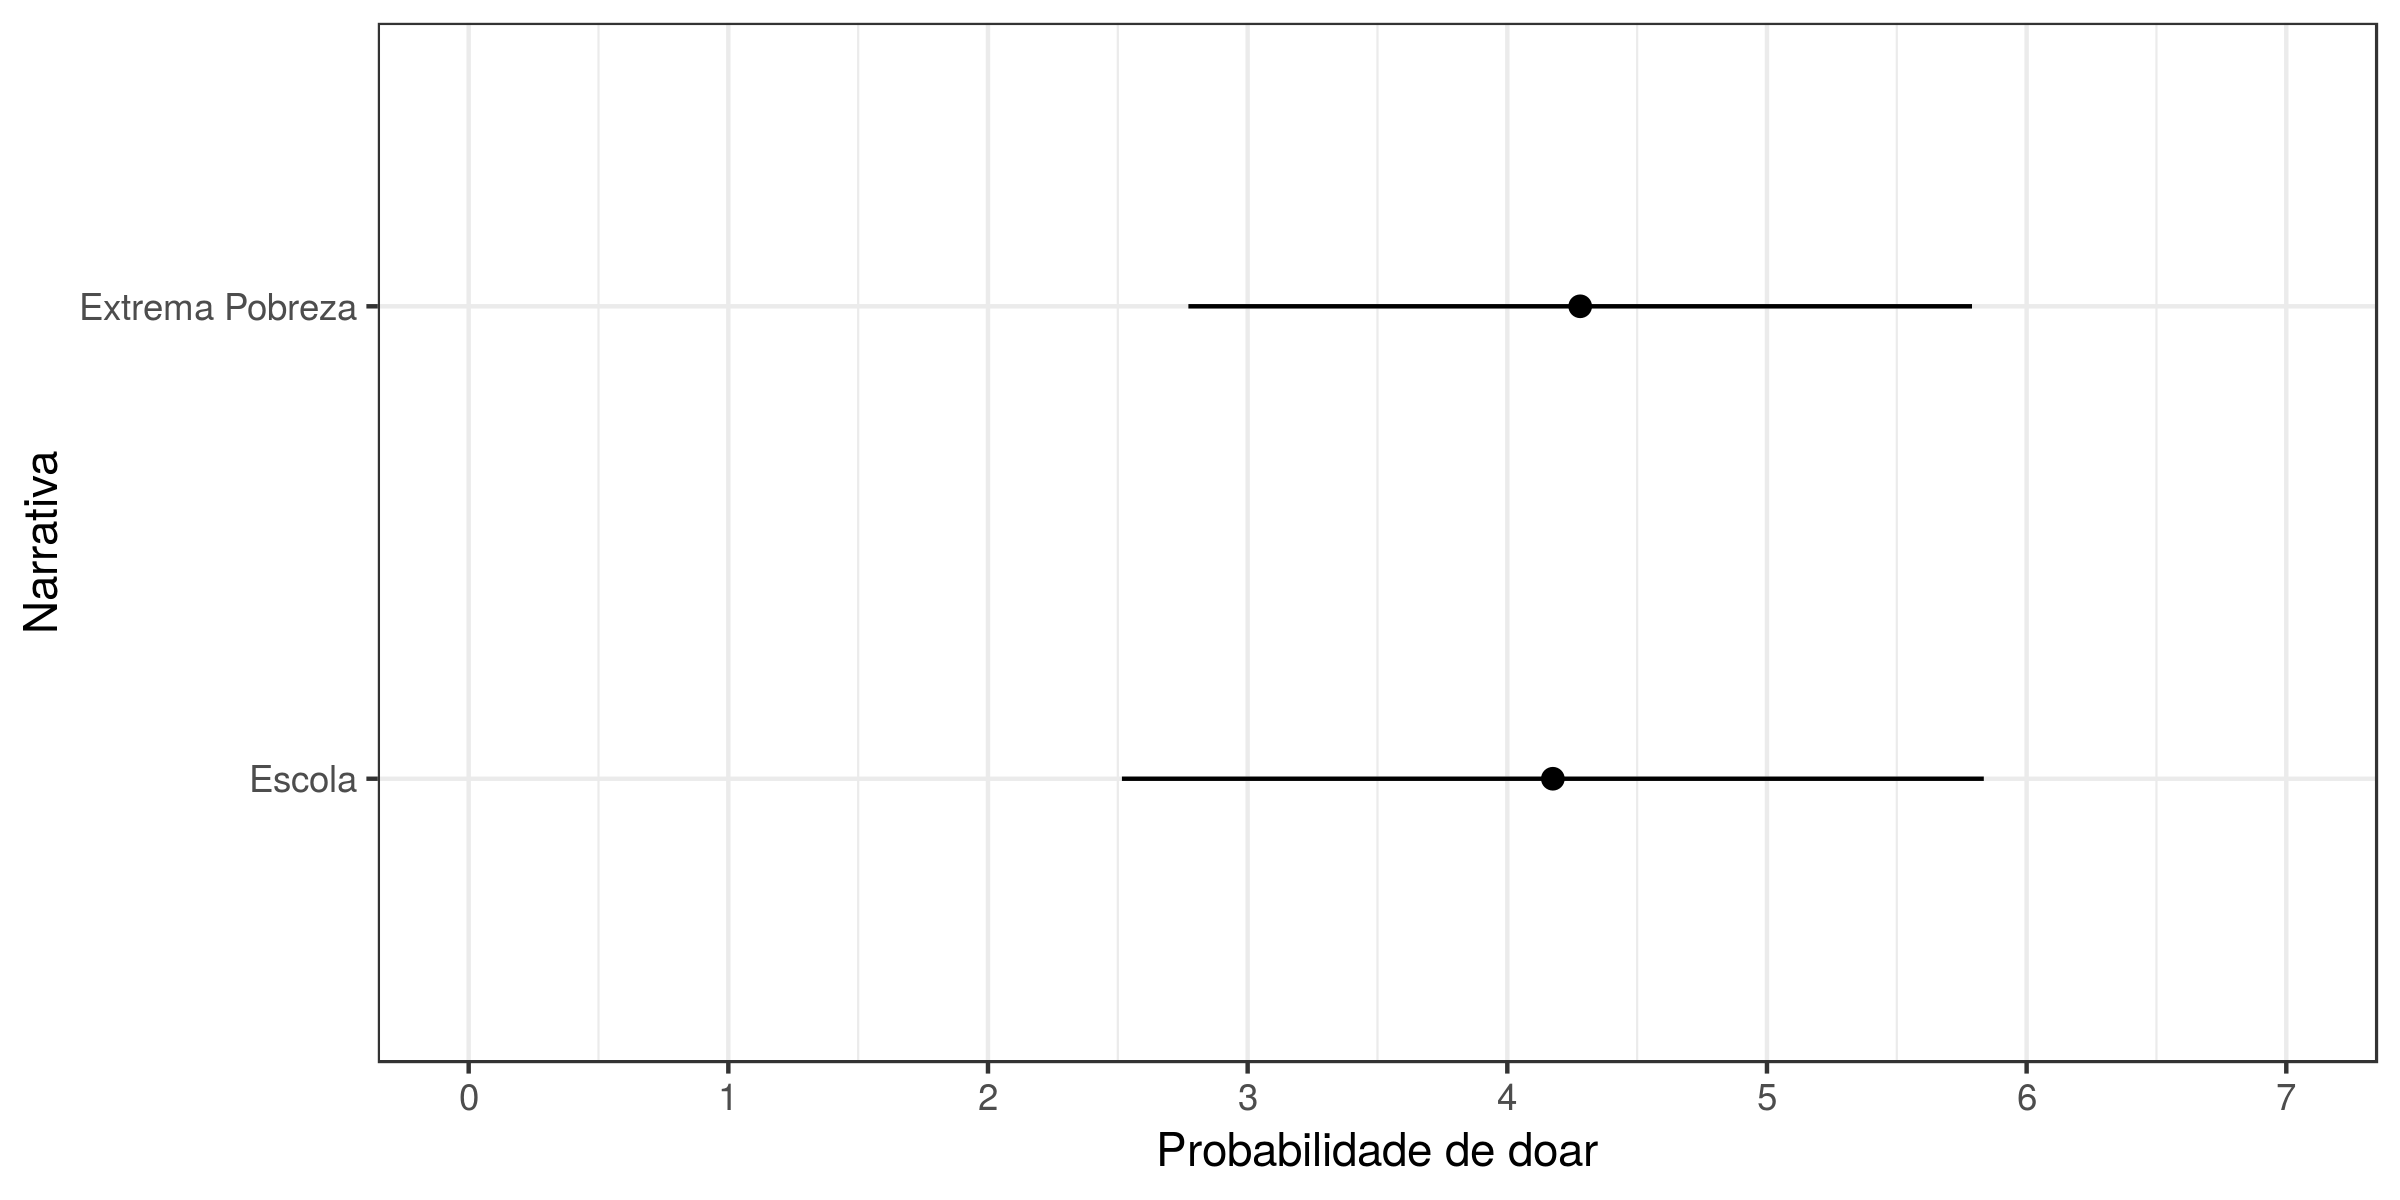 Narrativa
Extrema Pobreza
Escola
0 1 2 3 4 5 6 7
Probabilidade de doar